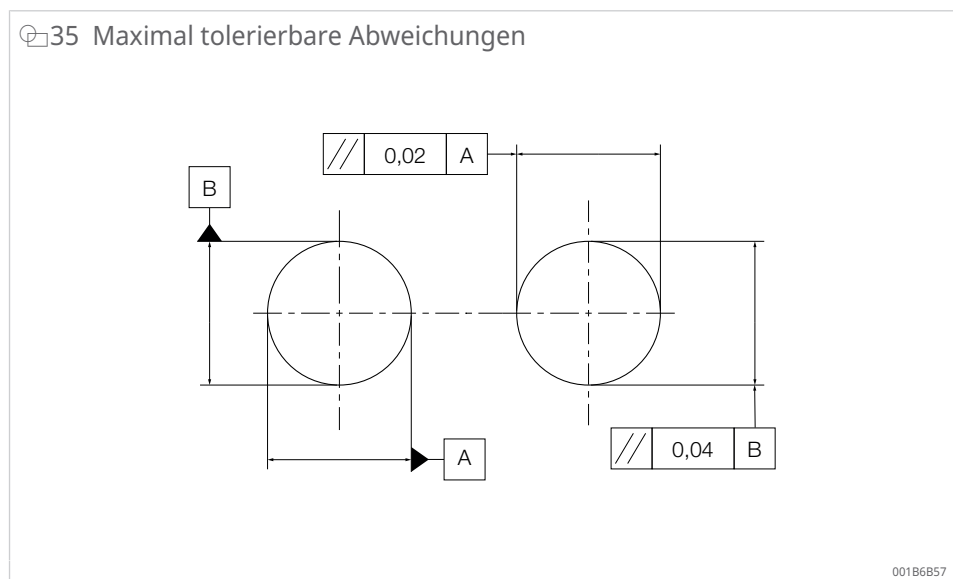 35 Maximal tolerierbare Abweichungen
// 0,02 A
B
A
// 0,04 B
001B6B57